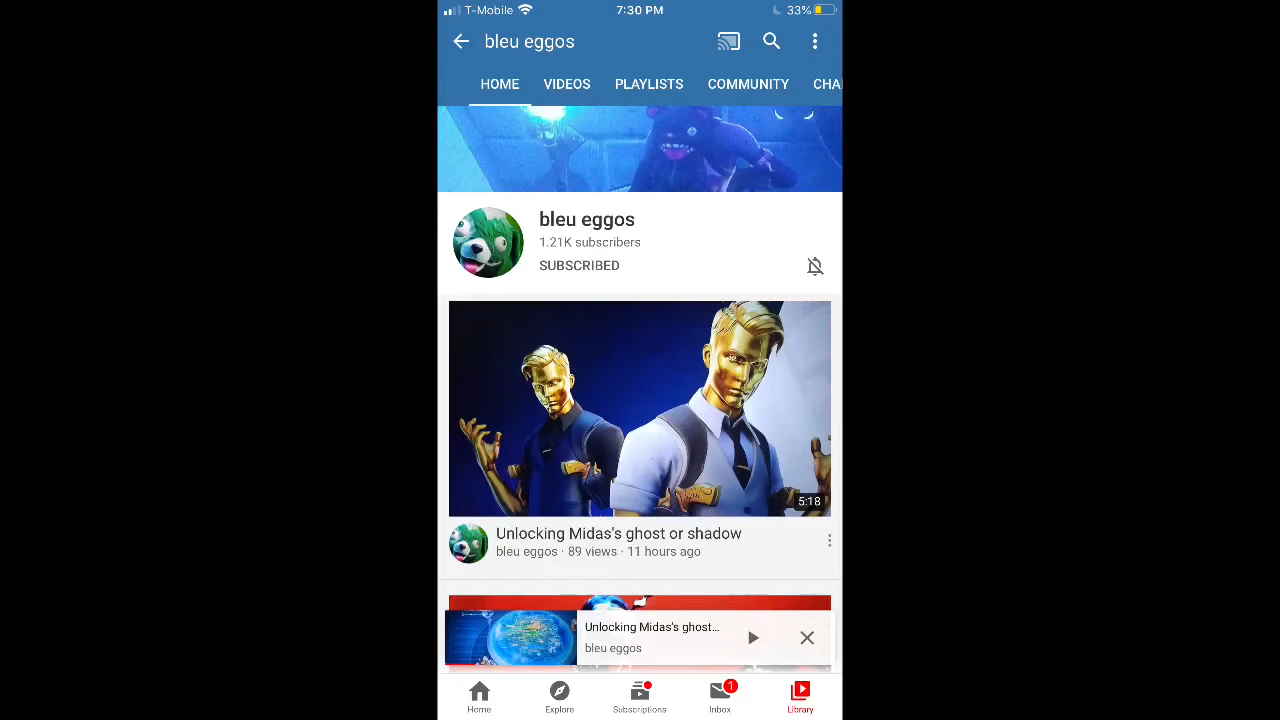 T-Mobile 7:30 PM 33%
bleu eggos
HOME VIDEOS PLAYLISTS COMMUNITY CHA
bleu eggos
1.21K subscribers
SUBSCRIBED
5:18
Unlocking Midas's ghost or shadow
bleu eggos · 89 views · 11 hours ago
Unlocking Midas's ghost...
bleu eggos
1
Home Explore Subscriptions Inbox Library